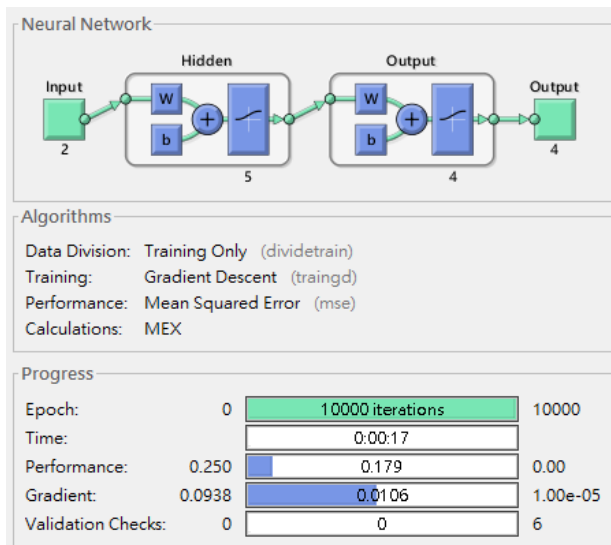 Neural Network
Hidden Output
Input Output
W W
b b
2 5 4 4
Algorithms
Data Division: Training Only (dividetrain)
Training: Gradient Descent (traingd)
Performance: Mean Squared Error (mse)
Calculations: MEX
Progress
Epoch: 0 10000 iterations 10000
Time: 0:00:17
Performance: 0.250 0.179 0.00
Gradient: 0.0938 0.0106 1.00e-05
Validation Checks: 0 0 6